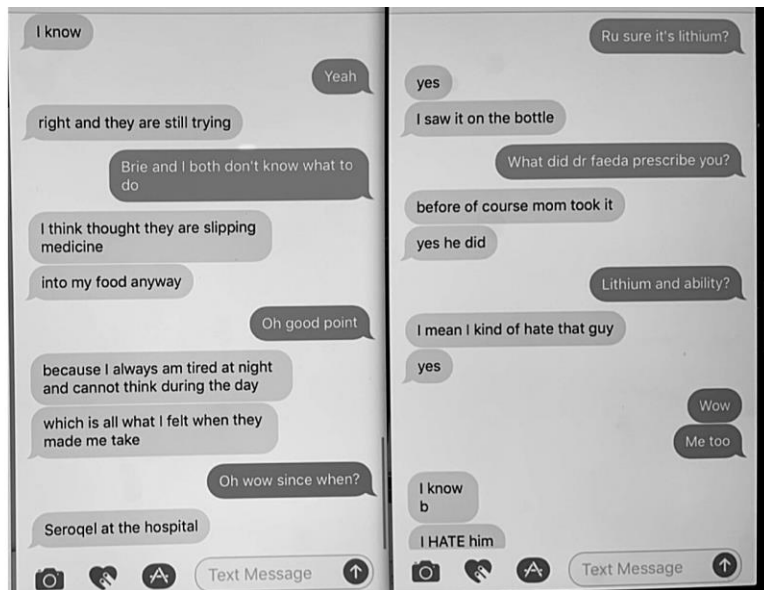 I know
Yeah
right and they are still trying
Brie and I both don't know what to
do
I think thought they are slipping
medicine
into my food anyway
Oh good point
because I always am tired at night
and cannot think during the day
which is all what I felt when they
made me take
Oh wow since when?
Seroqel at the hospital
Text Message
Ru sure it's lithium?
yes
I saw it on the bottle
What did dr faeda prescribe you?
before of course mom took it
yes he did
Lithium and ability?
I mean I kind of hate that guy
yes
Wow
Me too
I know
b
I HATE him
Text Message